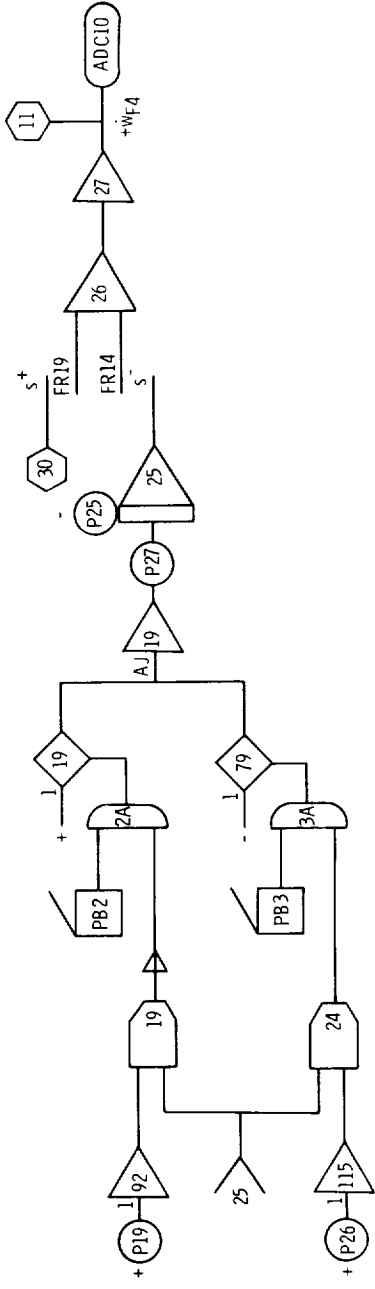 + P19
1
92
25
+ P26
1
115
19
24
PB2
PB3
2A
3A
+
1
19
-
1
79
AJ
19
P27
-
P25
25
30
S+
FR19
FR14
S-
26
27
11
+ẆF4
ADC10